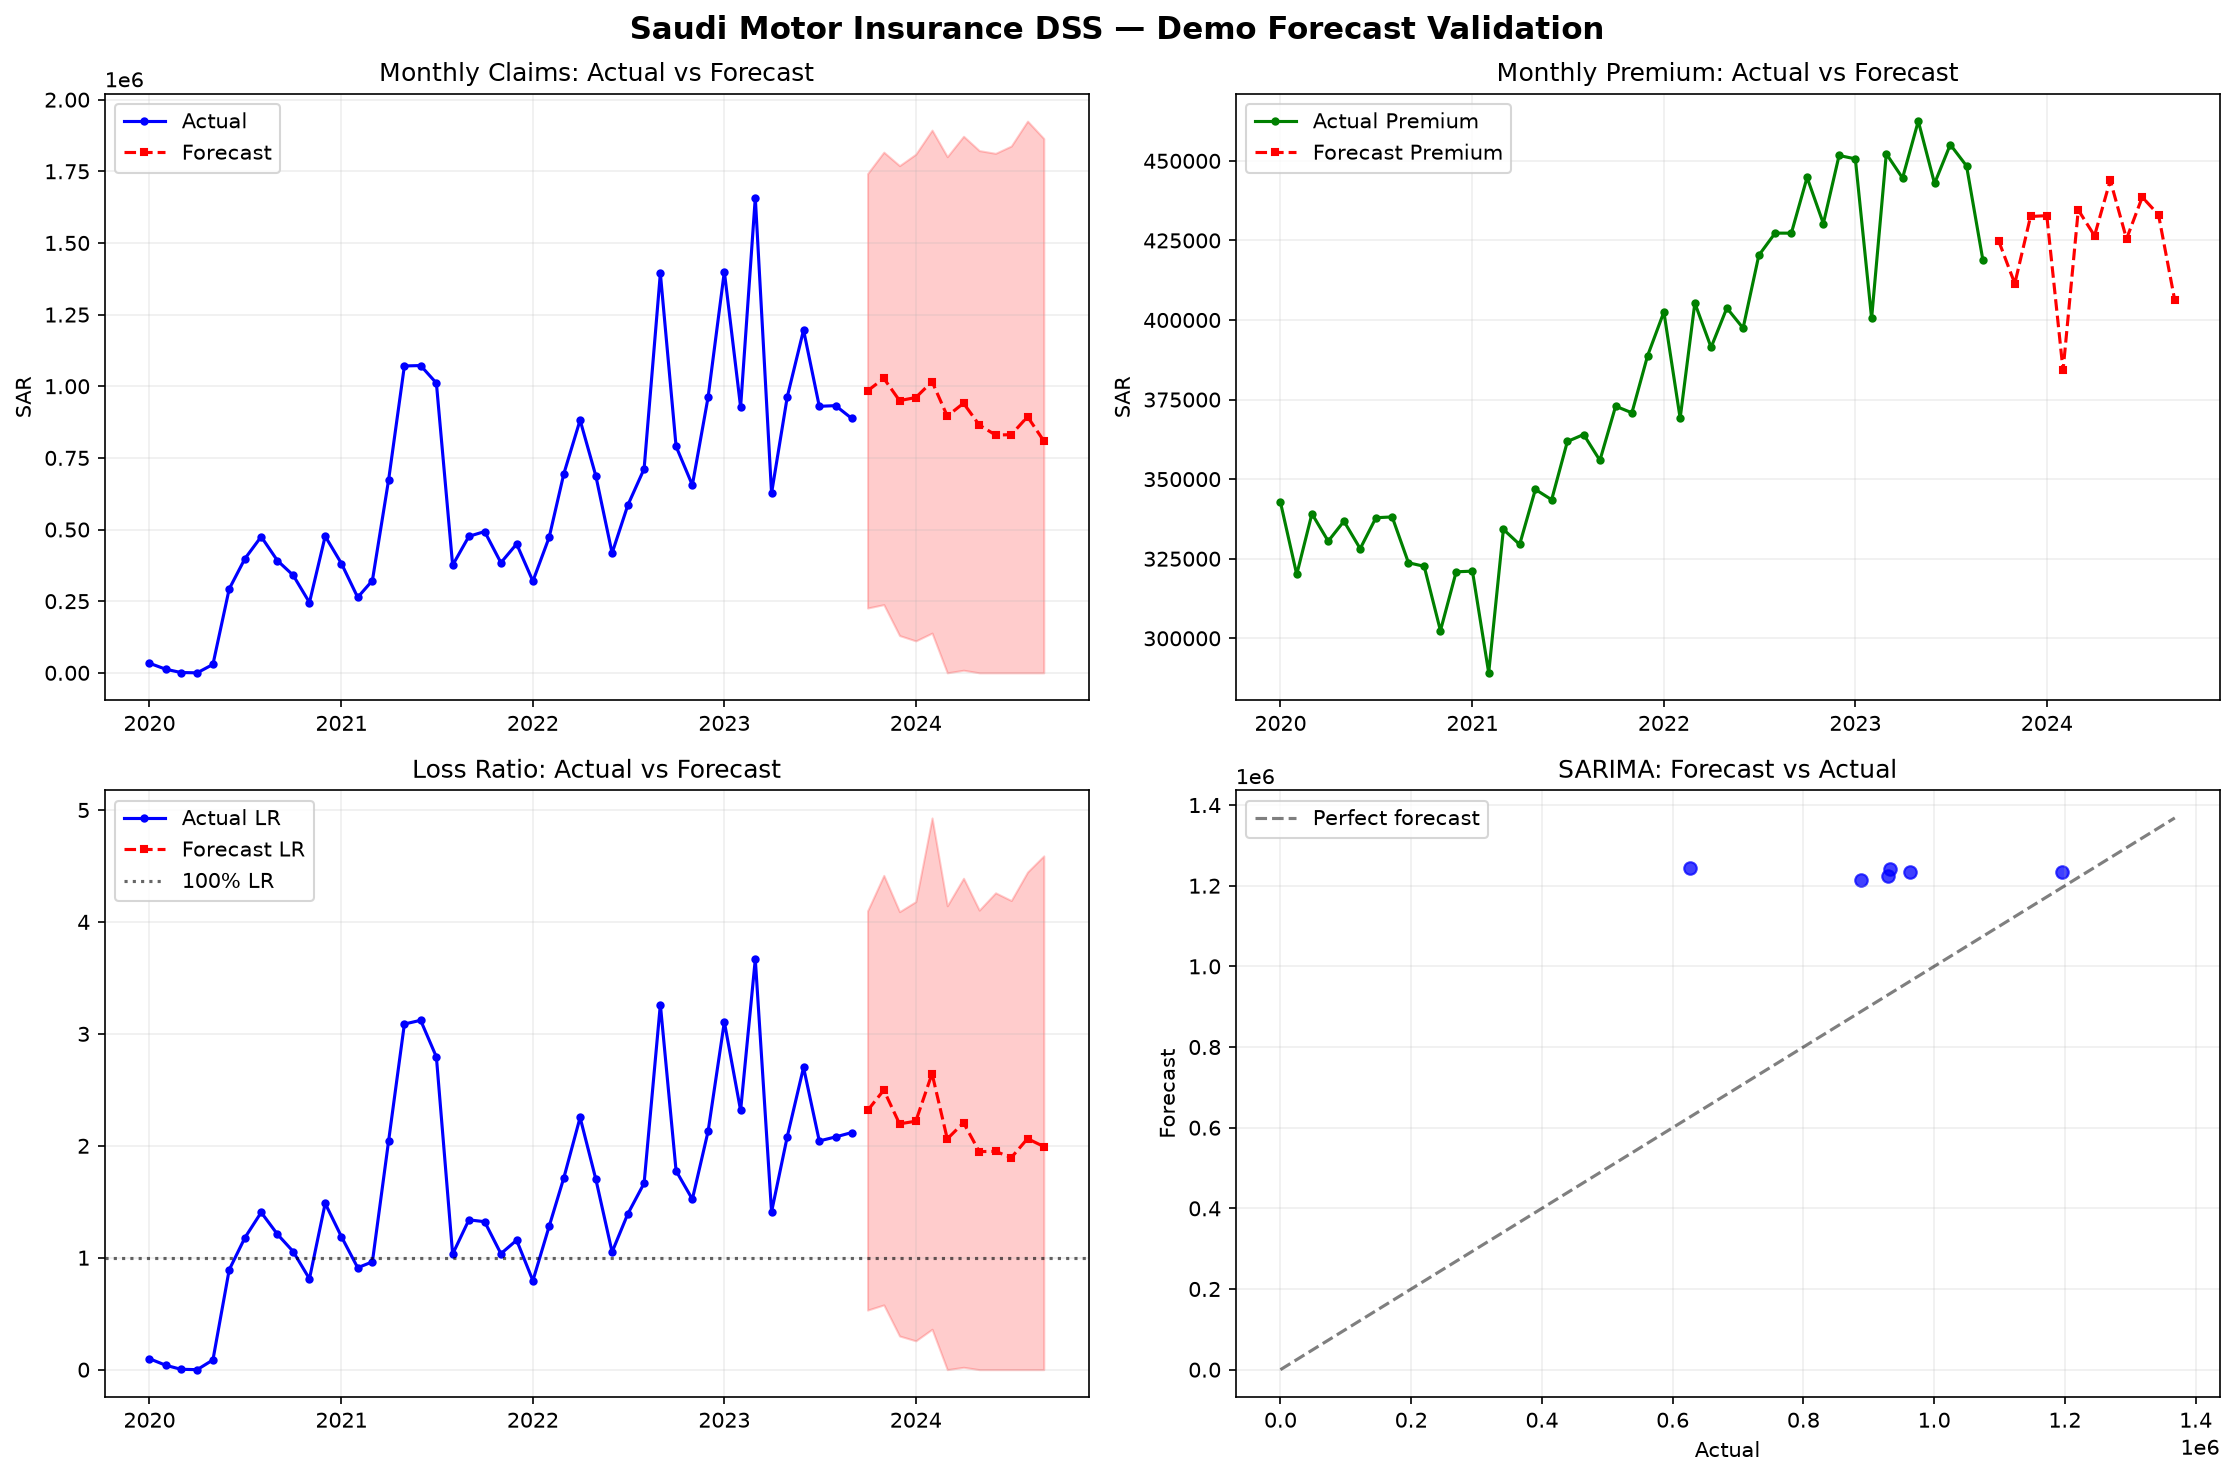 Saudi Motor Insurance DSS — Demo Forecast Validation
Monthly Claims: Actual vs Forecast
1e6
2.00
1.75
1.50
1.25
1.00
0.75
0.50
0.25
0.00
SAR
Actual
Forecast
2020 2021 2022 2023 2024
Monthly Premium: Actual vs Forecast
450000
425000
400000
375000
350000
325000
300000
SAR
Actual Premium
Forecast Premium
2020 2021 2022 2023 2024
Loss Ratio: Actual vs Forecast
5
4
3
2
1
0
Actual LR
Forecast LR
100% LR
2020 2021 2022 2023 2024
SARIMA: Forecast vs Actual
1e6
1.4
1.2
1.0
0.8
0.6
0.4
0.2
0.0
Forecast
Perfect forecast
0.0 0.2 0.4 0.6 0.8 1.0 1.2 1.4
1e6
Actual